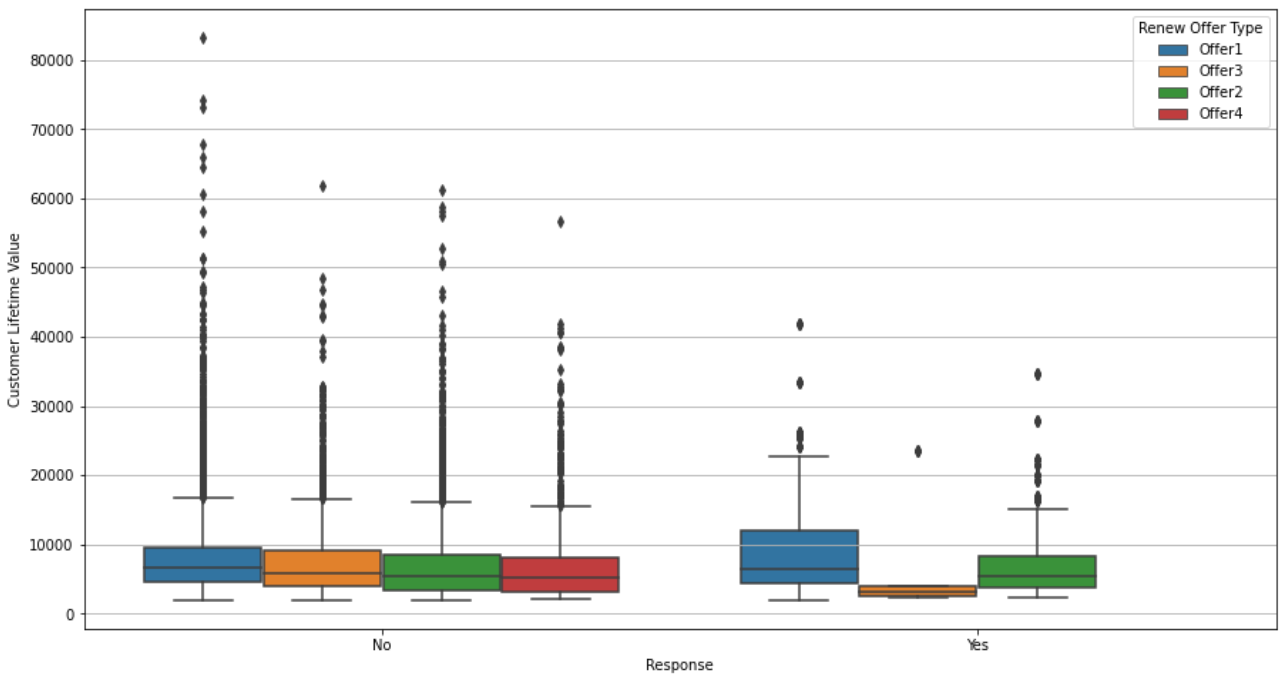 Renew Offer Type
Offer1
Offer3
Offer2
Offer4
80000
70000
60000
50000
40000
30000
20000
10000
0
Customer Lifetime Value
No
Yes
Response